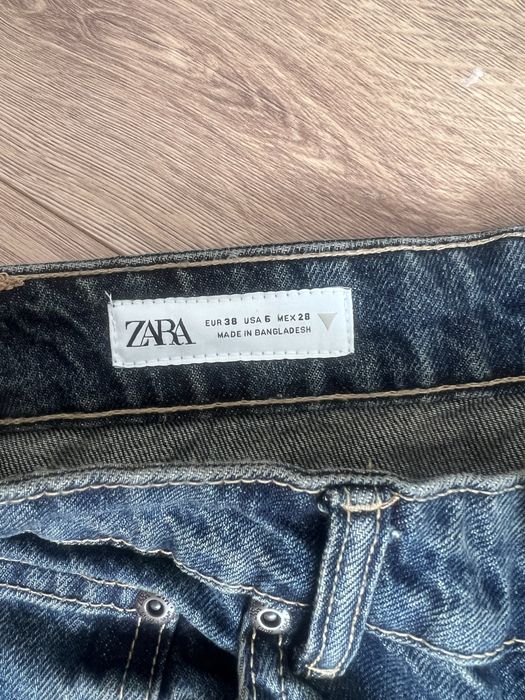 ZARA
EUR 38 USA 6 MEX 28
MADE IN BANGLADESH